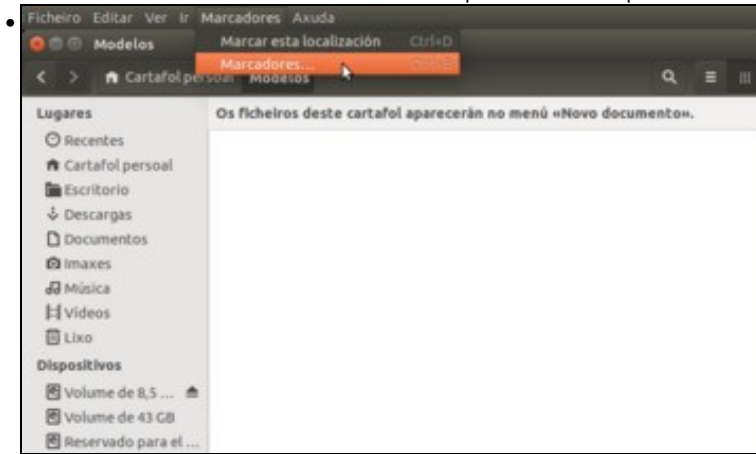 Ficheiro Editar Ver Ir Marcadores Axuda
Modelos
Marcar esta localización Ctrl+D
Marcadores...
Cartafol persoal Modelos
Lugares
Os ficheiros deste cartafol aparecerán no menú «Novo documento».
Recentes
Cartafol persoal
Escritorio
Descargas
Documentos
Imaxes
Música
Vídeos
Lixo
Dispositivos
Volume de 8,5 ...
Volume de 43 GB
Reservado para el ...